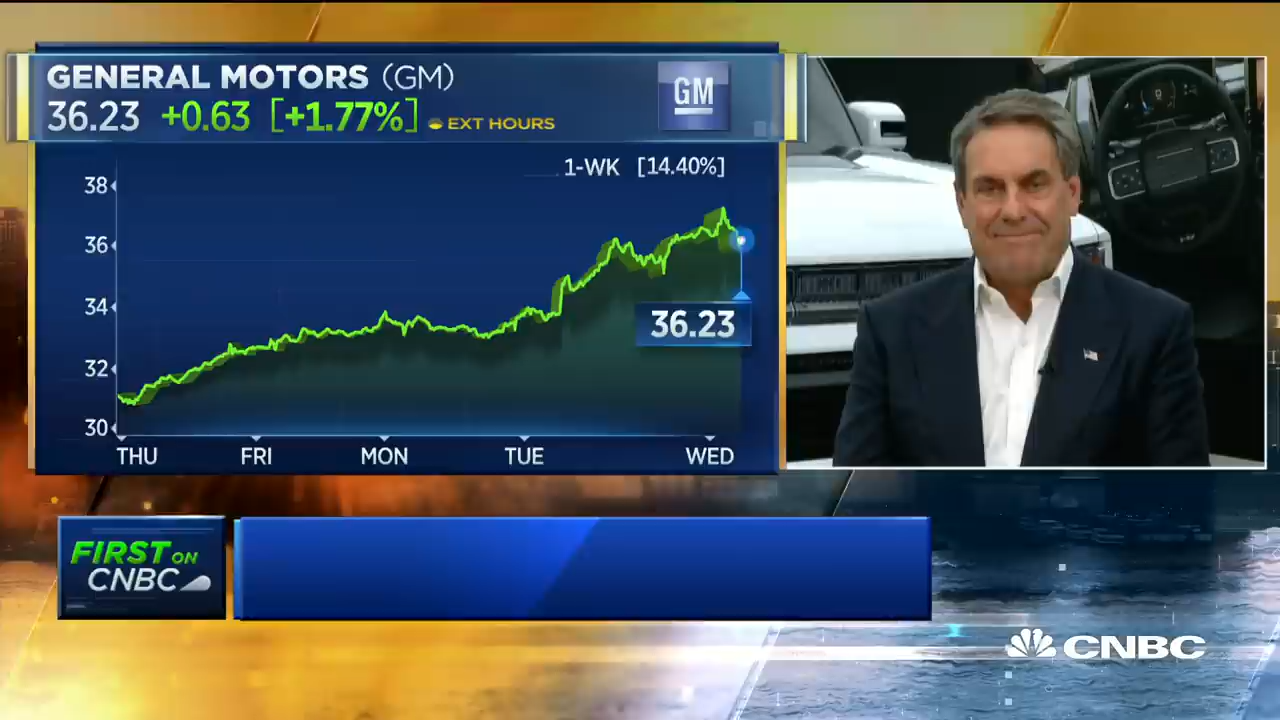 GENERAL MOTORS (GM)
36.23 +0.63 [+1.77%] EXT HOURS
GM
1-WK [14.40%]
38
36
34
32
30
36.23
THU FRI MON TUE WED
FIRST ON
CNBC
CNBC